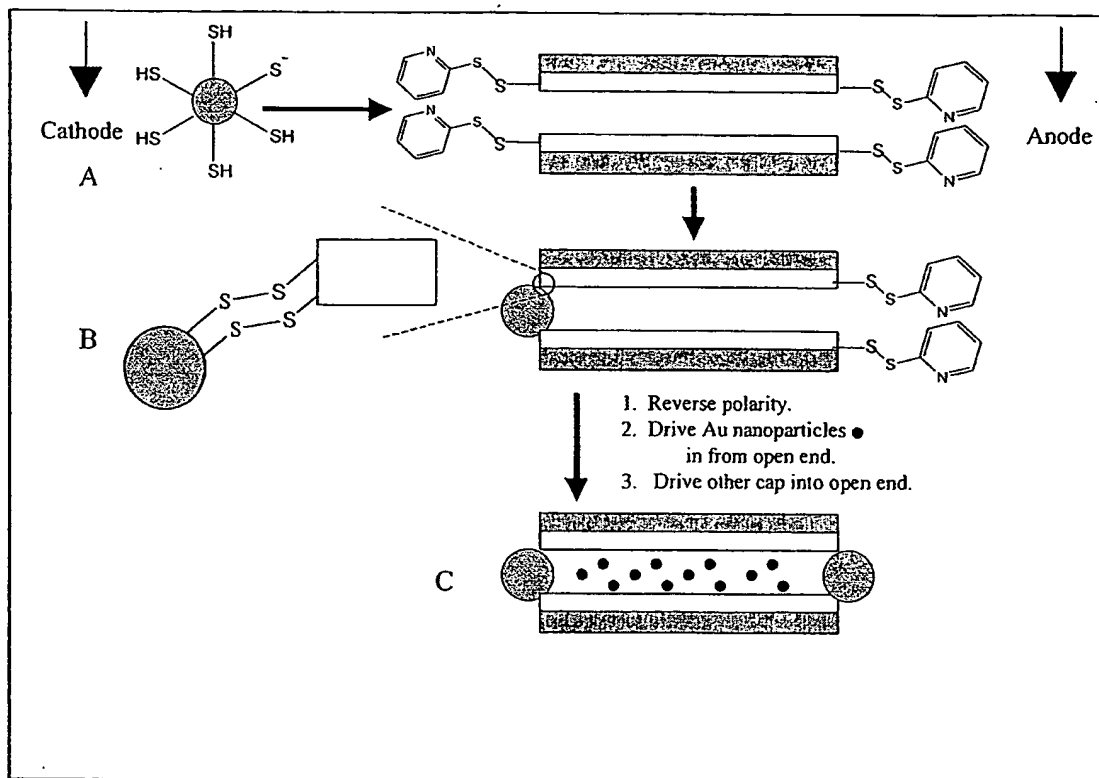 SH
HS
S-
Cathode
HS
SH
SH
A
N
S
S
N
S
S
S
S
N
S
S
N
Anode
B
S
S
S
S
S
S
N
S
S
N
1. Reverse polarity.
2. Drive Au nanoparticles ●
in from open end.
3. Drive other cap into open end.
C